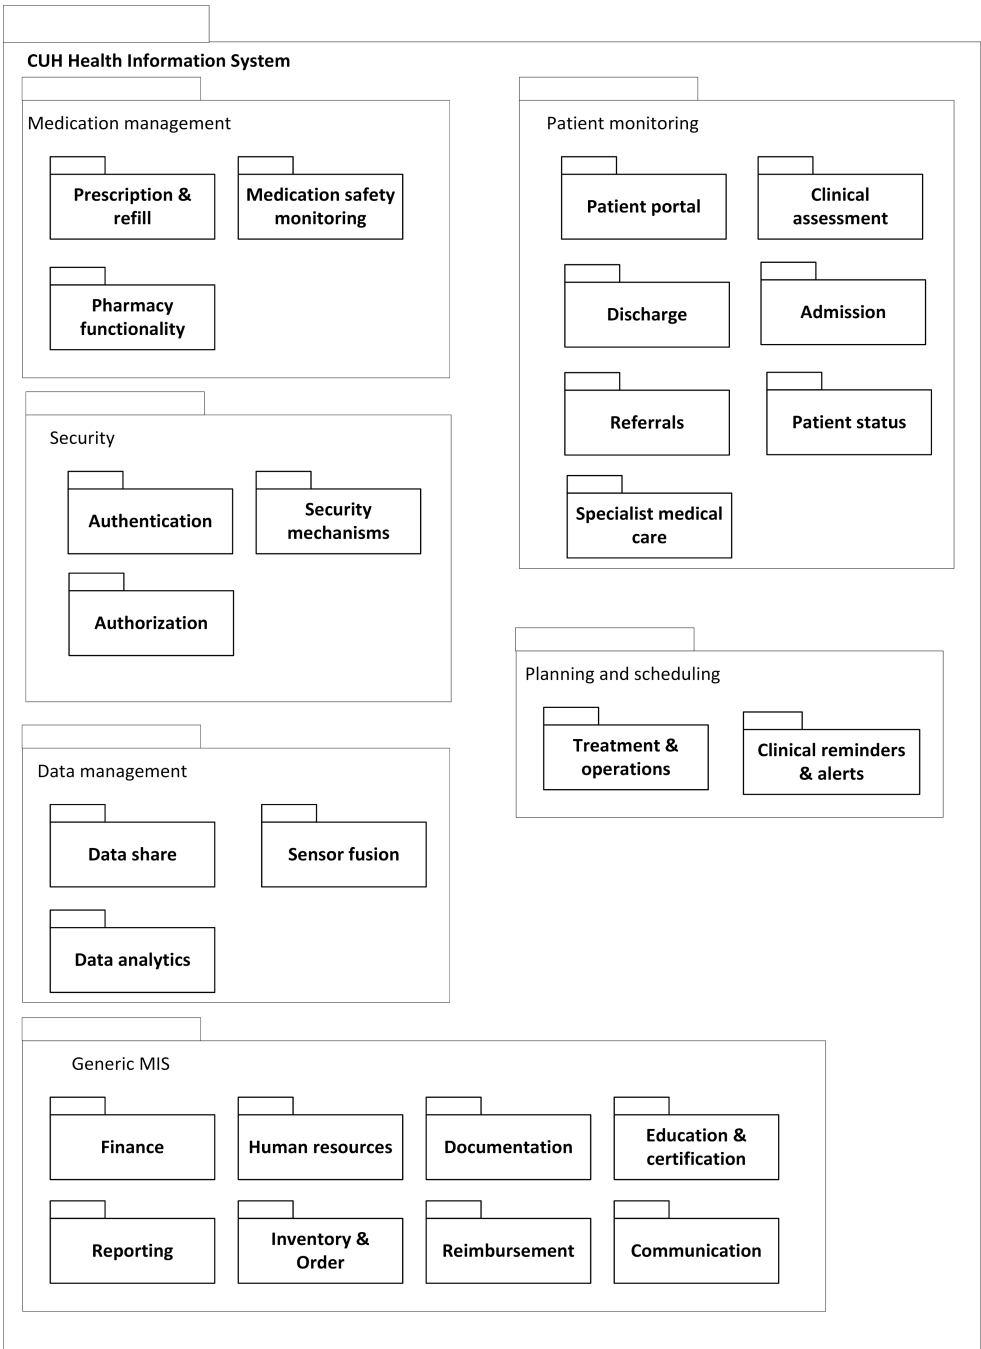 CUH Health Information System
Medication management
Prescription &
refill
Medication safety
monitoring
Pharmacy
functionality
Patient monitoring
Patient portal
Clinical
assessment
Discharge
Admission
Referrals
Patient status
Specialist medical
care
Security
Authentication
Security
mechanisms
Authorization
Planning and scheduling
Treatment &
operations
Clinical reminders
& alerts
Data management
Data share
Sensor fusion
Data analytics
Generic MIS
Finance
Human resources
Documentation
Education &
certification
Reporting
Inventory &
Order
Reimbursement
Communication